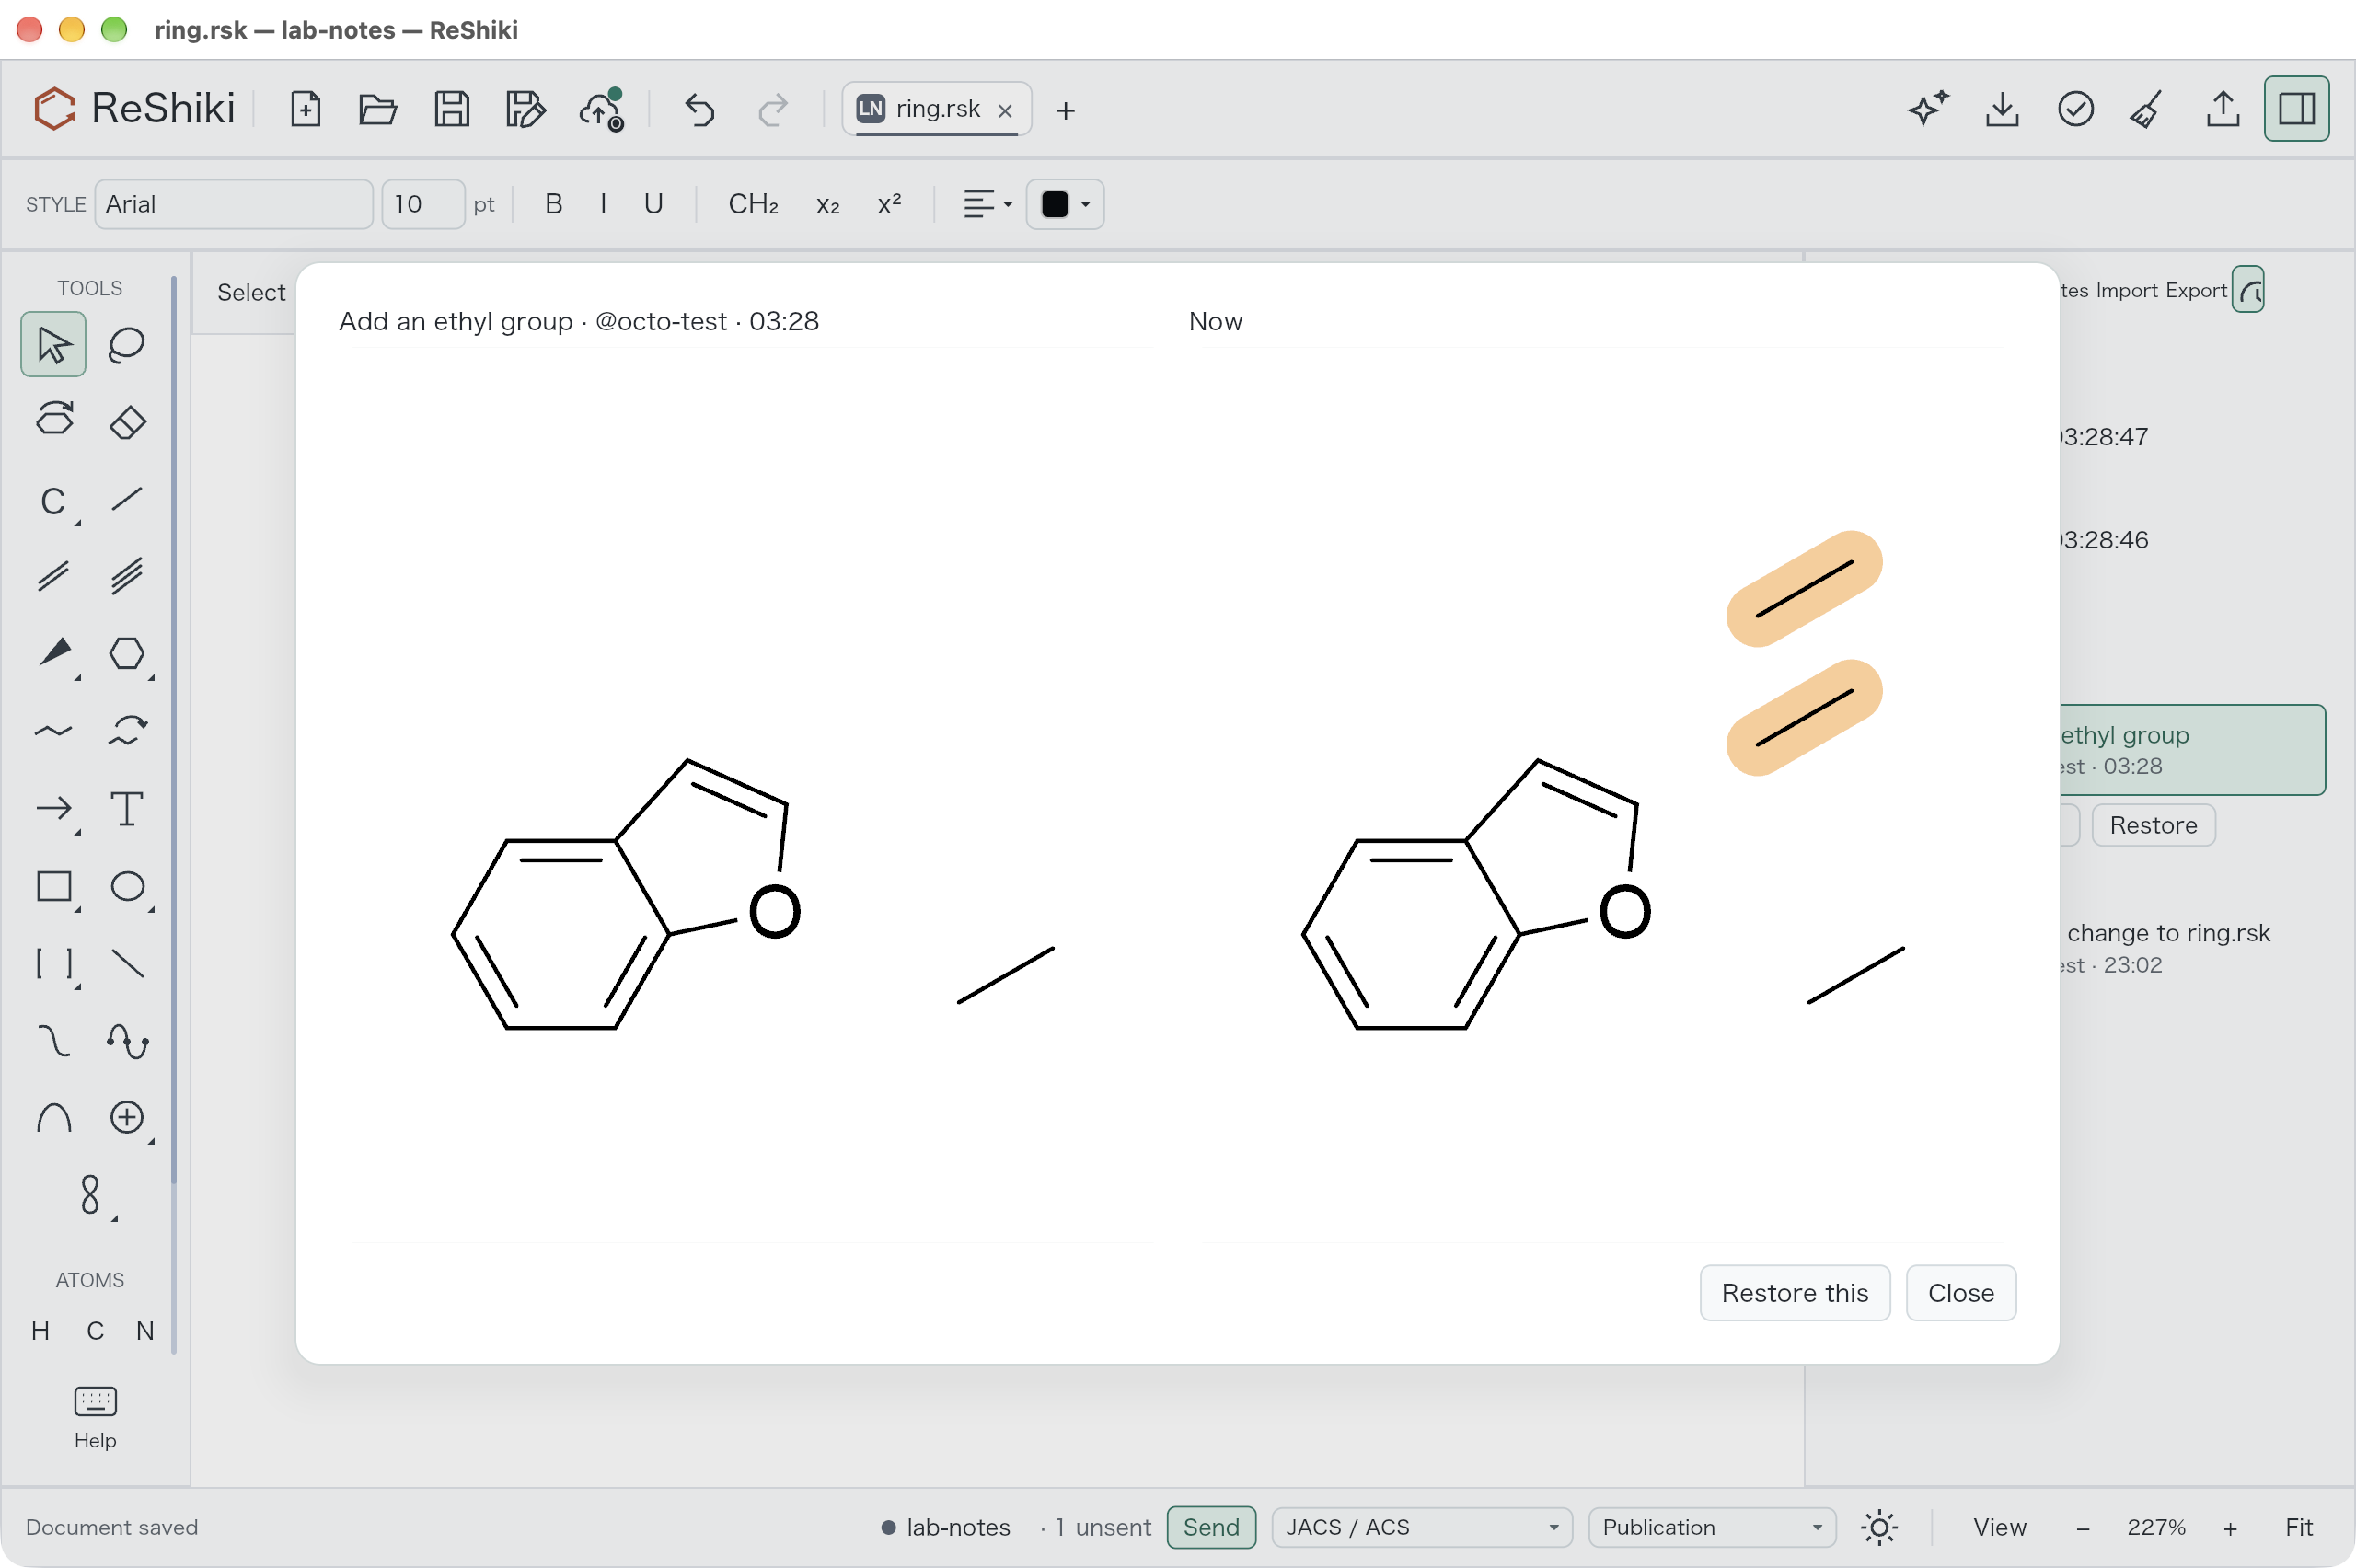 ring.rsk — lab-notes — ReShiki
ReShiki
LN ring.rsk × +
STYLE Arial 10 pt B I U CH₂ x₂ x² 
TOOLS
Select
Add an ethyl group · @octo-test · 03:28
Now
Import Export
3:28:47
3:28:46
C
T
ethyl group
· 03:28
Restore
O
O
change to ring.rsk
· 23:02
[ ]
ATOMS
H C N
Help
Restore this
Close
Document saved
lab-notes · 1 unsent Send JACS / ACS Publication View − 227% + Fit